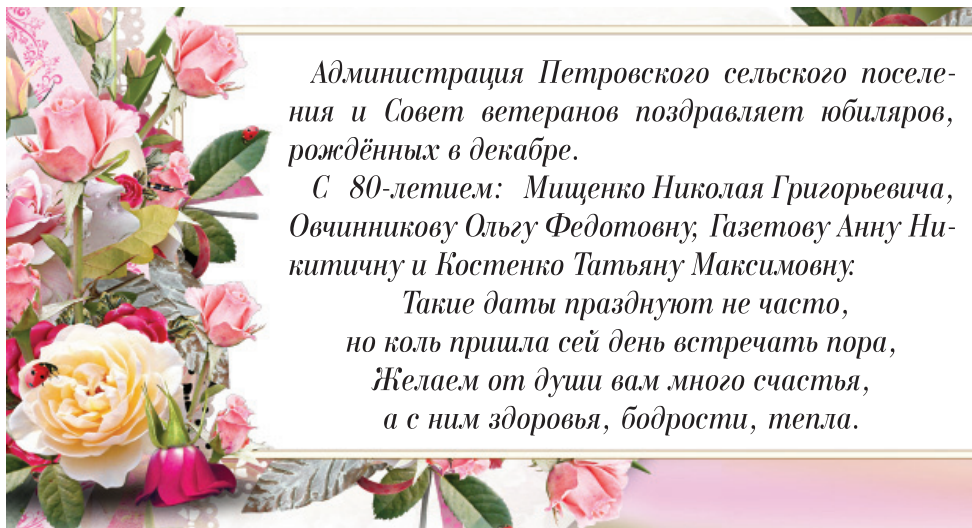 Администрация Петровского сельского поселе-
ния и Совет ветеранов поздравляет юбиляров,
рождённых в декабре.
С 80-летием: Мищенко Николая Григорьевича,
Овчинникову Ольгу Федотовну, Газетову Анну Ни-
китичну и Костенко Татьяну Максимовну.
Такие даты празднуют не часто,
но коль пришла сей день встречать пора,
Желаем от души вам много счастья,
а с ним здоровья, бодрости, тепла.